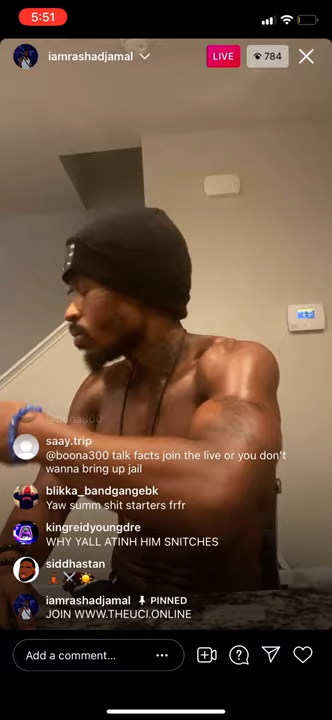 5:51
iamrashadjamal
LIVE
784
@boona300
saay.trip
@boona300 talk facts join the live or you don't
wanna bring up jail
blikka_bandgangebk
Yaw summ shit starters frfr
kingreidyoungdre
WHY YALL ATINH HIM SNITCHES
siddhastan
iamrashadjamal PINNED
JOIN WWW.THEUCI.ONLINE
Add a comment...